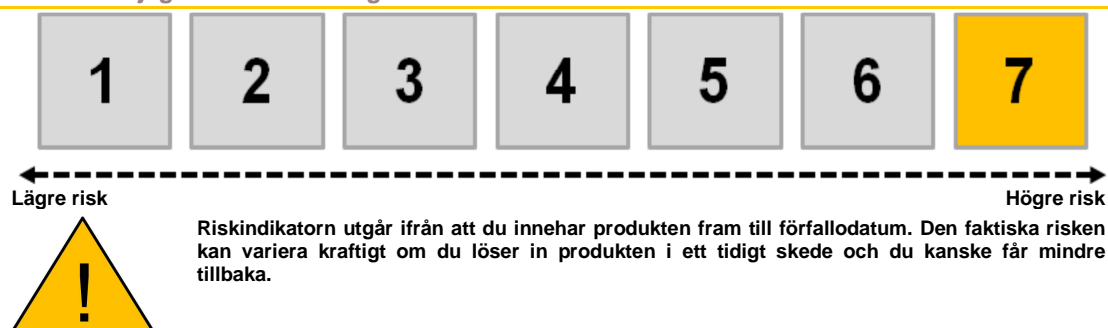 1 2 3 4 5 6 7
Lägre risk Högre risk
Riskindikatorn utgår ifrån att du innehar produkten fram till förfallodatum. Den faktiska risken
kan variera kraftigt om du löser in produkten i ett tidigt skede och du kanske får mindre
tillbaka.
!